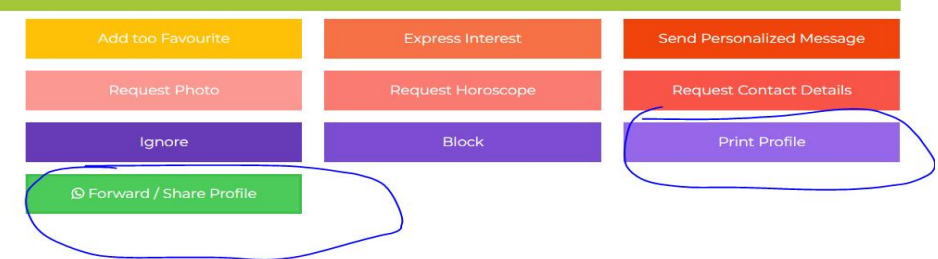 Add too Favourite
Express Interest
Send Personalized Message
Request Photo
Request Horoscope
Request Contact Details
Ignore
Block
Print Profile
Forward / Share Profile